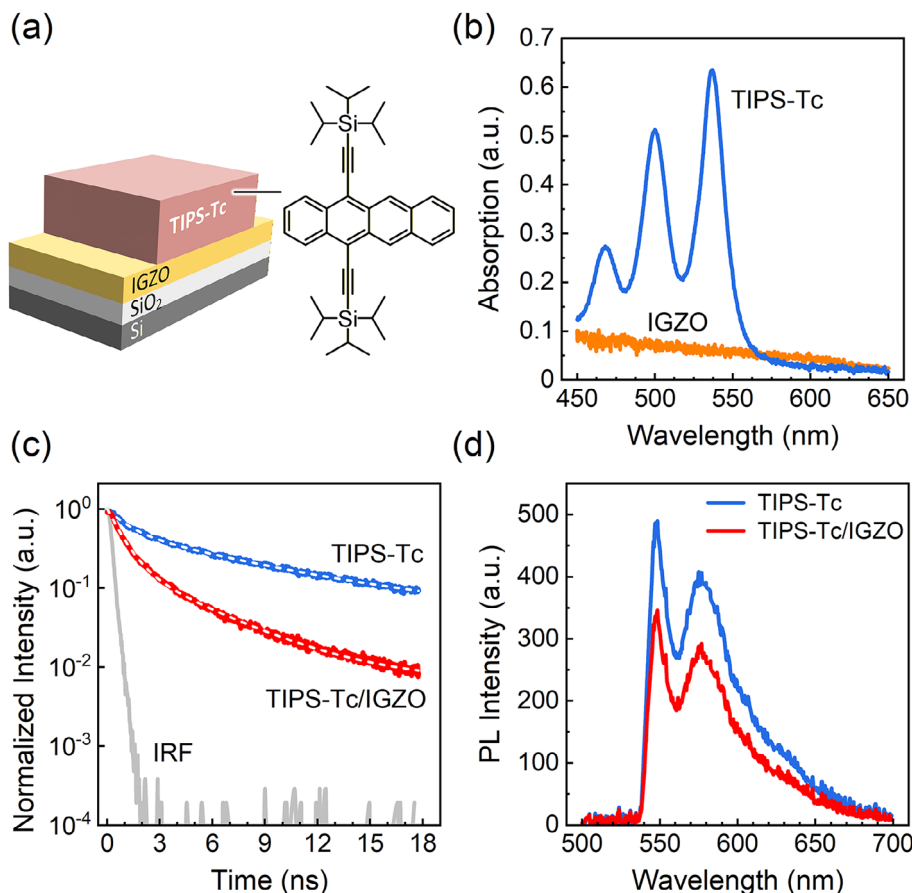 (a)
TIPS-Tc
IGZO
SiO₂
Si
Si
Si
(b)
0.7
0.6
0.5
0.4
0.3
0.2
0.1
0
Absorption (a.u.)
TIPS-Tc
IGZO
450 500 550 600 650
Wavelength (nm)
(c)
10⁰
10⁻¹
10⁻²
10⁻³
10⁻⁴
Normalized Intensity (a.u.)
TIPS-Tc
TIPS-Tc/IGZO
IRF
0 3 6 9 12 15 18
Time (ns)
(d)
500
400
300
200
100
0
PL Intensity (a.u.)
TIPS-Tc
TIPS-Tc/IGZO
500 550 600 650 700
Wavelength (nm)